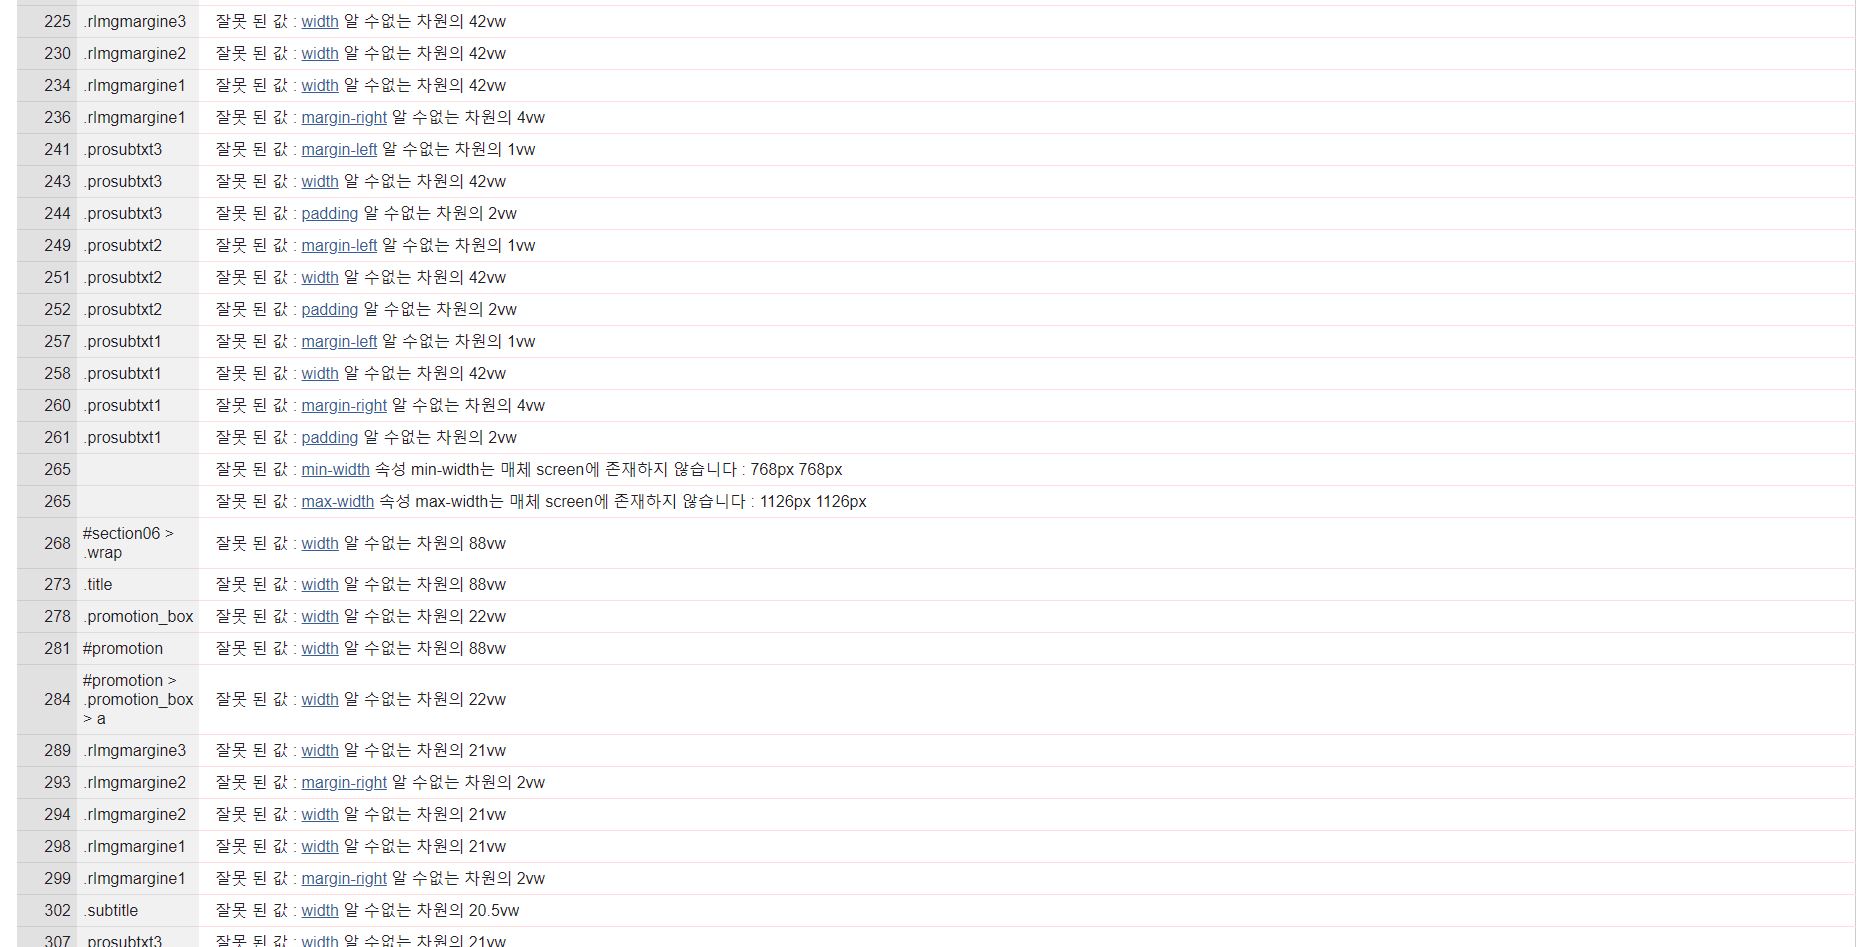 225 .rImgmargine3 잘못 된 값 : width 알 수없는 차원의 42vw
230 .rImgmargine2 잘못 된 값 : width 알 수없는 차원의 42vw
234 .rImgmargine1 잘못 된 값 : width 알 수없는 차원의 42vw
236 .rImgmargine1 잘못 된 값 : margin-right 알 수없는 차원의 4vw
241 .prosubtxt3 잘못 된 값 : margin-left 알 수없는 차원의 1vw
243 .prosubtxt3 잘못 된 값 : width 알 수없는 차원의 42vw
244 .prosubtxt3 잘못 된 값 : padding 알 수없는 차원의 2vw
249 .prosubtxt2 잘못 된 값 : margin-left 알 수없는 차원의 1vw
251 .prosubtxt2 잘못 된 값 : width 알 수없는 차원의 42vw
252 .prosubtxt2 잘못 된 값 : padding 알 수없는 차원의 2vw
257 .prosubtxt1 잘못 된 값 : margin-left 알 수없는 차원의 1vw
258 .prosubtxt1 잘못 된 값 : width 알 수없는 차원의 42vw
260 .prosubtxt1 잘못 된 값 : margin-right 알 수없는 차원의 4vw
261 .prosubtxt1 잘못 된 값 : padding 알 수없는 차원의 2vw
265 잘못 된 값 : min-width 속성 min-width는 매체 screen에 존재하지 않습니다 : 768px 768px
265 잘못 된 값 : max-width 속성 max-width는 매체 screen에 존재하지 않습니다 : 1126px 1126px
#section06 >
268 잘못 된 값 : width 알 수없는 차원의 88vw
.wrap
273 .title 잘못 된 값 : width 알 수없는 차원의 88vw
278 .promotion_box 잘못 된 값 : width 알 수없는 차원의 22vw
281 #promotion 잘못 된 값 : width 알 수없는 차원의 88vw
#promotion >
284 .promotion_box 잘못 된 값 : width 알 수없는 차원의 22vw
> a
289 .rImgmargine3 잘못 된 값 : width 알 수없는 차원의 21vw
293 .rImgmargine2 잘못 된 값 : margin-right 알 수없는 차원의 2vw
294 .rImgmargine2 잘못 된 값 : width 알 수없는 차원의 21vw
298 .rImgmargine1 잘못 된 값 : width 알 수없는 차원의 21vw
299 .rImgmargine1 잘못 된 값 : margin-right 알 수없는 차원의 2vw
302 .subtitle 잘못 된 값 : width 알 수없는 차원의 20.5vw
307 .prosubtxt3 잘못 된 값 : width 알 수없는 차원의 21vw